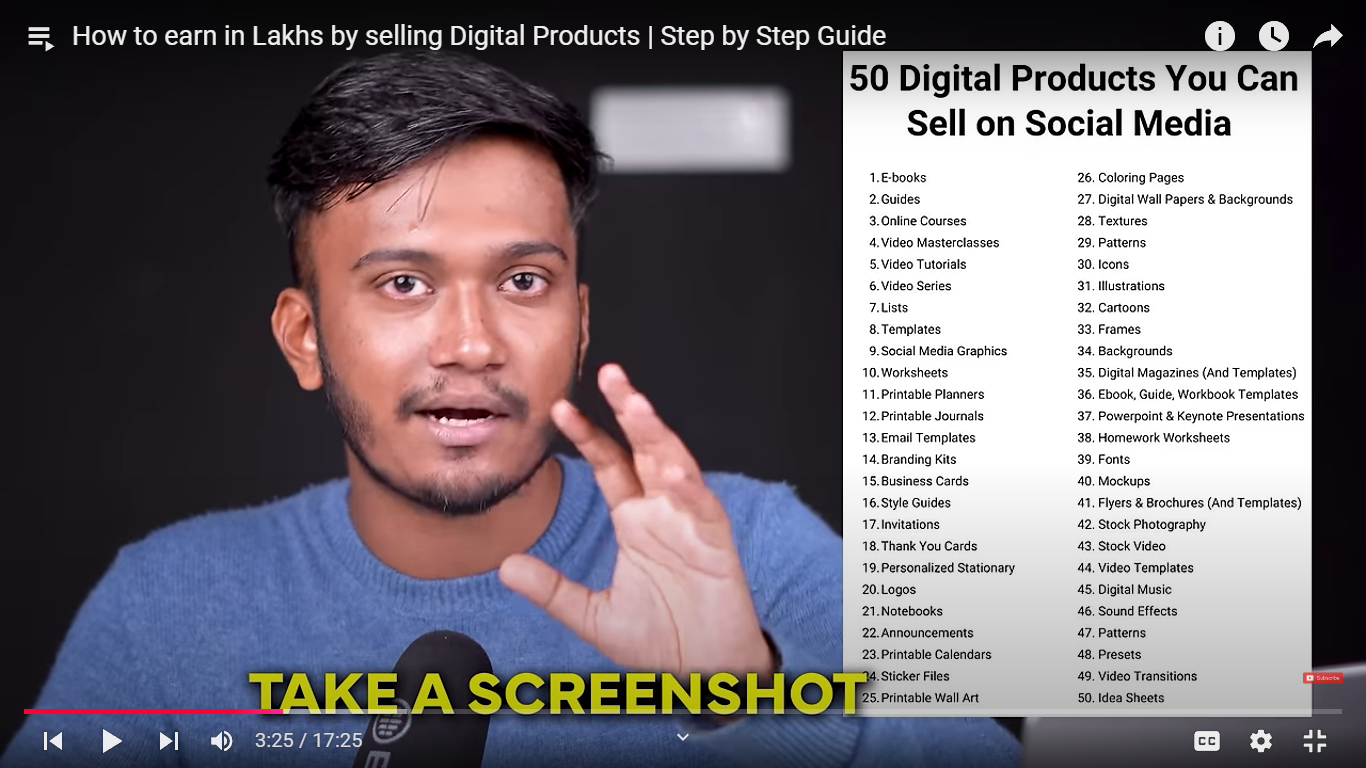 How to earn in Lakhs by selling Digital Products | Step by Step Guide
50 Digital Products You Can
Sell on Social Media
1. E-books
2. Guides
3. Online Courses
4. Video Masterclasses
5. Video Tutorials
6. Video Series
7. Lists
8. Templates
9. Social Media Graphics
10. Worksheets
11. Printable Planners
12. Printable Journals
13. Email Templates
14. Branding Kits
15. Business Cards
16. Style Guides
17. Invitations
18. Thank You Cards
19. Personalized Stationary
20. Logos
21. Notebooks
22. Announcements
23. Printable Calendars
24. Sticker Files
25. Printable Wall Art
26. Coloring Pages
27. Digital Wall Papers & Backgrounds
28. Textures
29. Patterns
30. Icons
31. Illustrations
32. Cartoons
33. Frames
34. Backgrounds
35. Digital Magazines (And Templates)
36. Ebook, Guide, Workbook Templates
37. Powerpoint & Keynote Presentations
38. Homework Worksheets
39. Fonts
40. Mockups
41. Flyers & Brochures (And Templates)
42. Stock Photography
43. Stock Video
44. Video Templates
45. Digital Music
46. Sound Effects
47. Patterns
48. Presets
49. Video Transitions
50. Idea Sheets
TAKE A SCREENSHOT
Subscribe
3:25 / 17:25
CC